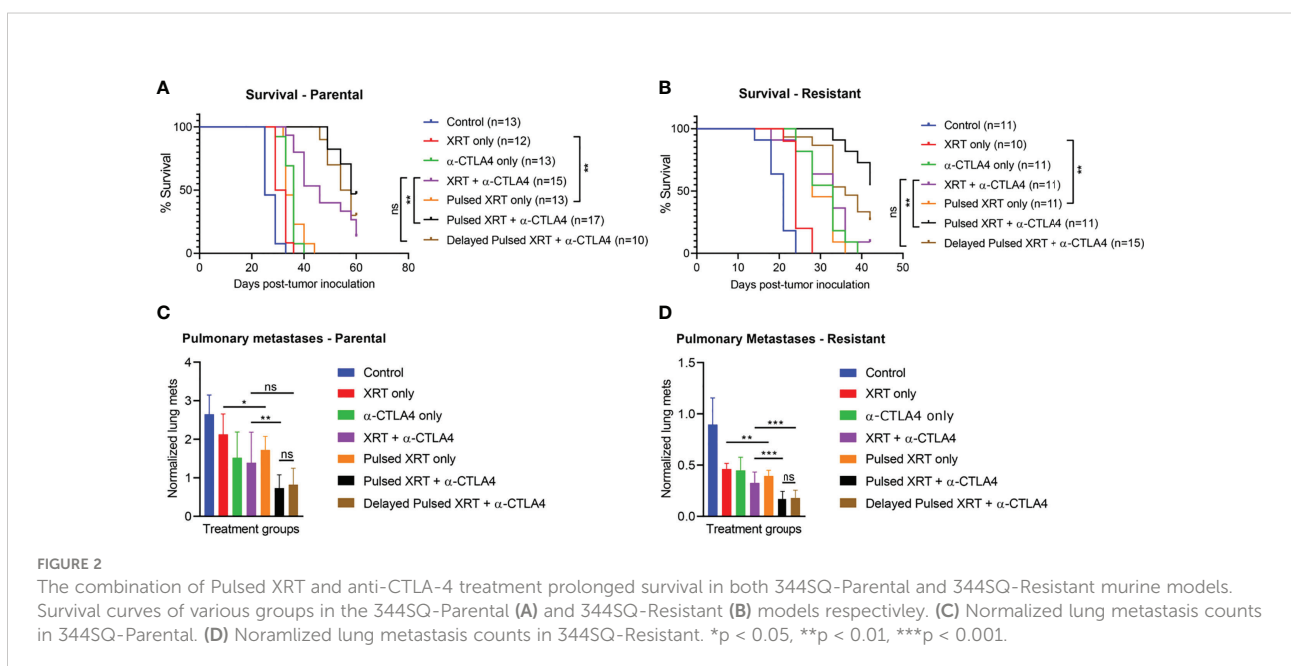 A
Survival - Parental
% Survival
100
50
0
0
20
40
60
80
Days post-tumor inoculation
Control (n=13)
XRT only (n=12)
α-CTLA4 only (n=13)
XRT + α-CTLA4 (n=15)
Pulsed XRT only (n=13)
Pulsed XRT + α-CTLA4 (n=17)
Delayed Pulsed XRT + α-CTLA4 (n=10)
**
**
ns
B
Survival - Resistant
% Survival
100
50
0
0
10
20
30
40
50
Days post-tumor inoculation
Control (n=11)
XRT only (n=10)
α-CTLA4 only (n=11)
XRT + α-CTLA4 (n=11)
Pulsed XRT only (n=11)
Pulsed XRT + α-CTLA4 (n=11)
Delayed Pulsed XRT + α-CTLA4 (n=15)
**
**
ns
C
Pulmonary metastases - Parental
Normalized lung mets
4
3
2
1
0
ns
*
**
ns
Treatment groups
Control
XRT only
α-CTLA4 only
XRT + α-CTLA4
Pulsed XRT only
Pulsed XRT + α-CTLA4
Delayed Pulsed XRT + α-CTLA4
D
Pulmonary Metastases - Resistant
Normalized lung mets
1.5
1.0
0.5
0.0
***
**
***
ns
Treatment groups
Control
XRT only
α-CTLA4 only
XRT + α-CTLA4
Pulsed XRT only
Pulsed XRT + α-CTLA4
Delayed Pulsed XRT + α-CTLA4
FIGURE 2
The combination of Pulsed XRT and anti-CTLA-4 treatment prolonged survival in both 344SQ-Parental and 344SQ-Resistant murine models.
Survival curves of various groups in the 344SQ-Parental (A) and 344SQ-Resistant (B) models respectivley. (C) Normalized lung metastasis counts
in 344SQ-Parental. (D) Noramlized lung metastasis counts in 344SQ-Resistant. *p < 0.05, **p < 0.01, ***p < 0.001.